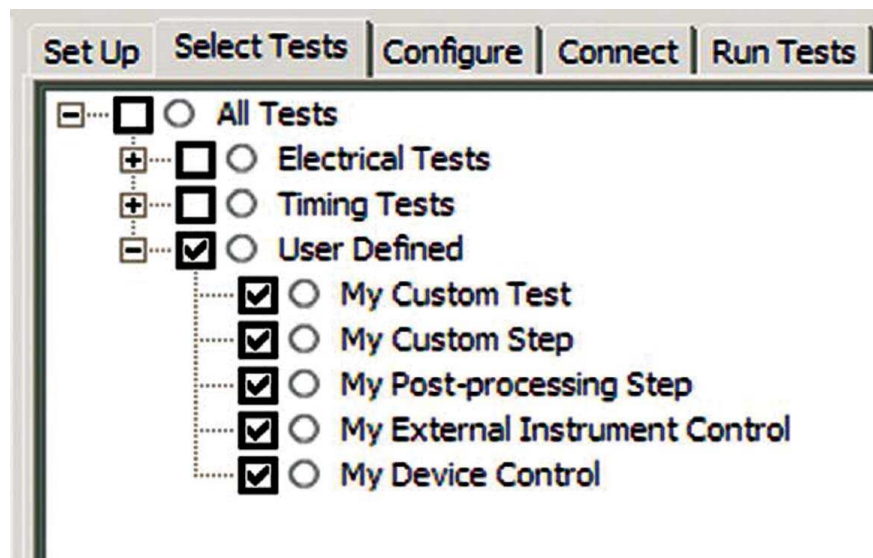 Set Up Select Tests Configure Connect Run Tests
All Tests
Electrical Tests
Timing Tests
User Defined
My Custom Test
My Custom Step
My Post-processing Step
My External Instrument Control
My Device Control